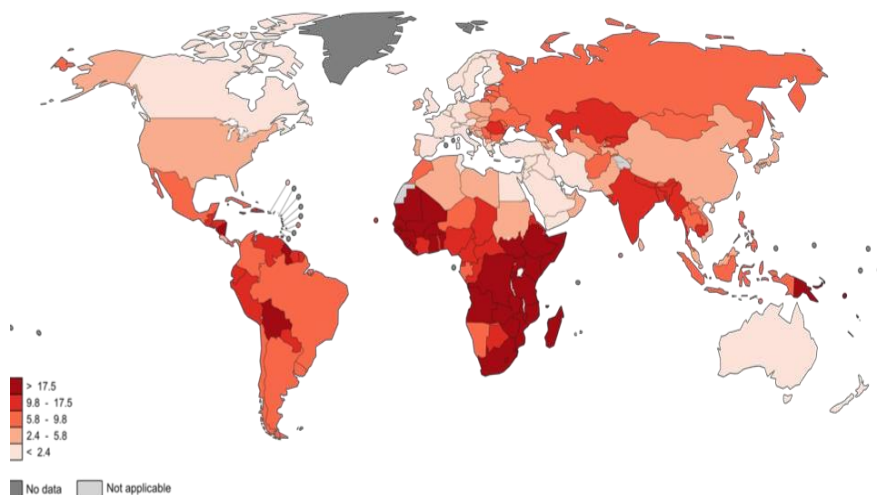 > 17.5
9.8 - 17.5
5.8 - 9.8
2.4 - 5.8
< 2.4
No data
Not applicable